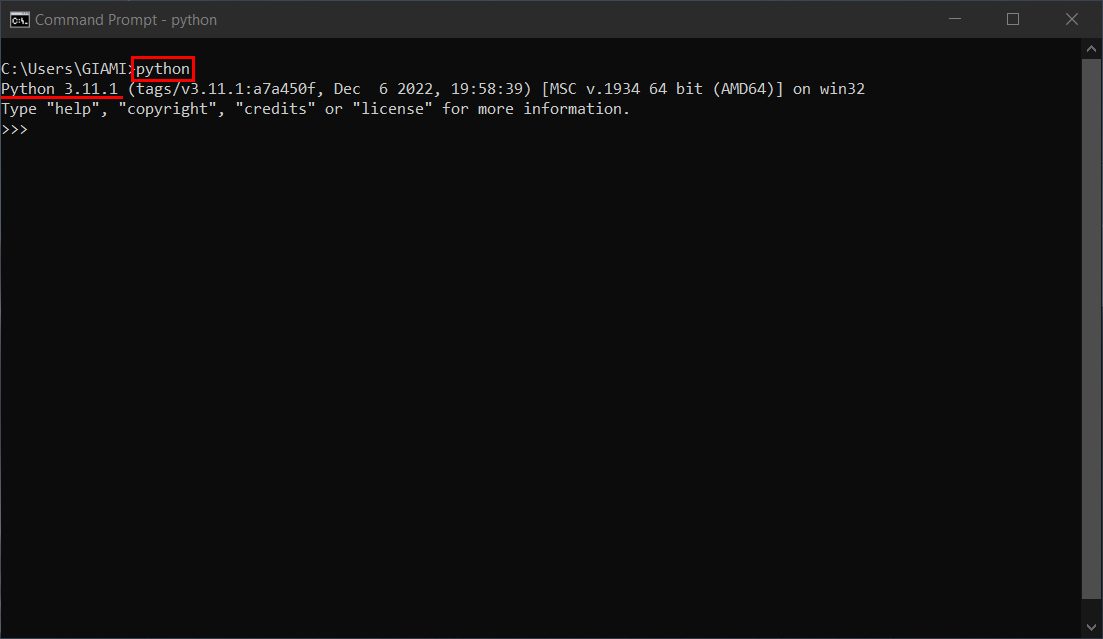 Command Prompt - python
C:\Users\GIAMI>python
Python 3.11.1 (tags/v3.11.1:a7a450f, Dec  6 2022, 19:58:39) [MSC v.1934 64 bit (AMD64)] on win32
Type "help", "copyright", "credits" or "license" for more information.
>>>